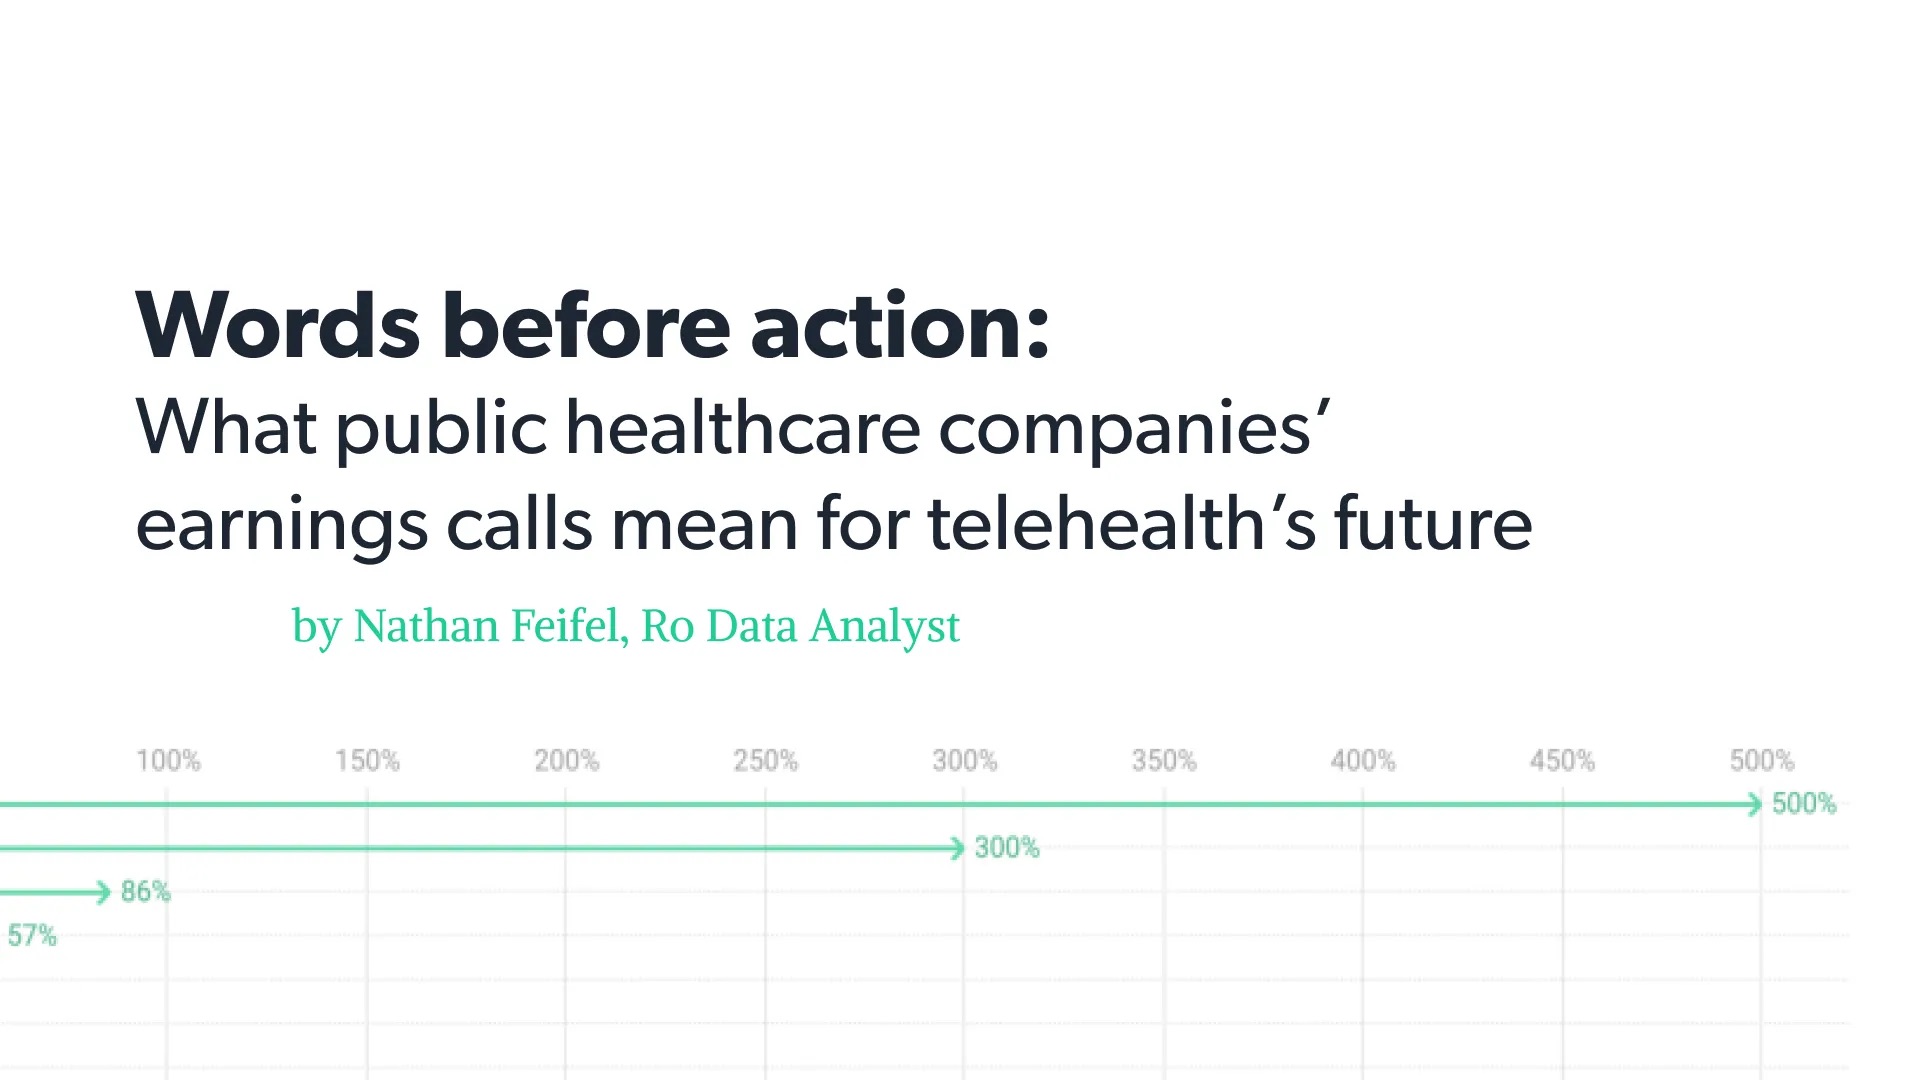 Words before action:
What public healthcare companies’
earnings calls mean for telehealth’s future
by Nathan Feifel, Ro Data Analyst
100% 150% 200% 250% 300% 350% 400% 450% 500%
500%
300%
86%
57%